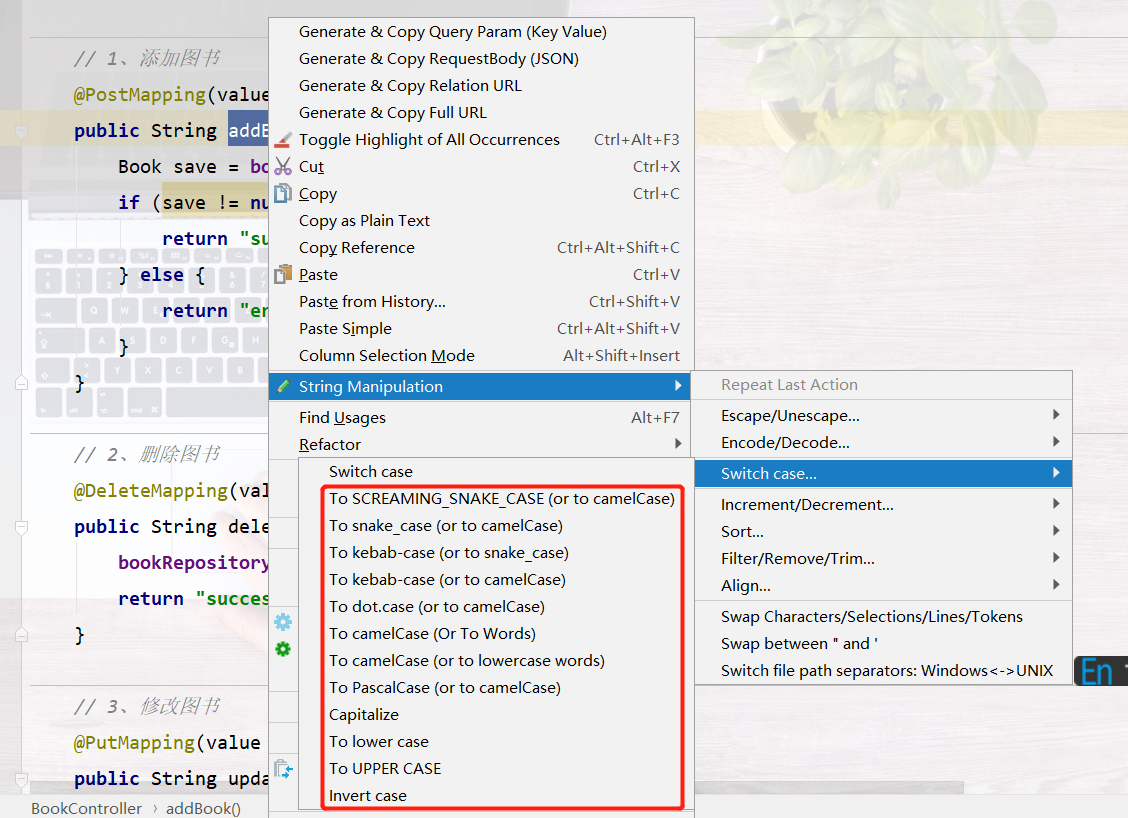 // 1、添加图书
@PostMapping(value
public String addB
Book save = bo
if (save != nu
return "su
} else {
return "er
}
}
// 2、删除图书
@DeleteMapping(val
public String dele
bookRepository
return "succes
}
// 3、修改图书
@PutMapping(value
public String upda
BookController › addBook()
Generate & Copy Query Param (Key Value)
Generate & Copy RequestBody (JSON)
Generate & Copy Relation URL
Generate & Copy Full URL
Toggle Highlight of All Occurrences Ctrl+Alt+F3
Cut Ctrl+X
Copy Ctrl+C
Copy as Plain Text
Copy Reference Ctrl+Alt+Shift+C
Paste Ctrl+V
Paste from History... Ctrl+Shift+V
Paste Simple Ctrl+Alt+Shift+V
Column Selection Mode Alt+Shift+Insert
String Manipulation
Find Usages Alt+F7
Refactor
Repeat Last Action
Escape/Unescape...
Encode/Decode...
Switch case...
Increment/Decrement...
Sort...
Filter/Remove/Trim...
Align...
Swap Characters/Selections/Lines/Tokens
Swap between " and '
Switch file path separators: Windows<->UNIX
Switch case
To SCREAMING_SNAKE_CASE (or to camelCase)
To snake_case (or to camelCase)
To kebab-case (or to snake_case)
To kebab-case (or to camelCase)
To dot.case (or to camelCase)
To camelCase (Or To Words)
To camelCase (or to lowercase words)
To PascalCase (or to camelCase)
Capitalize
To lower case
To UPPER CASE
Invert case
En